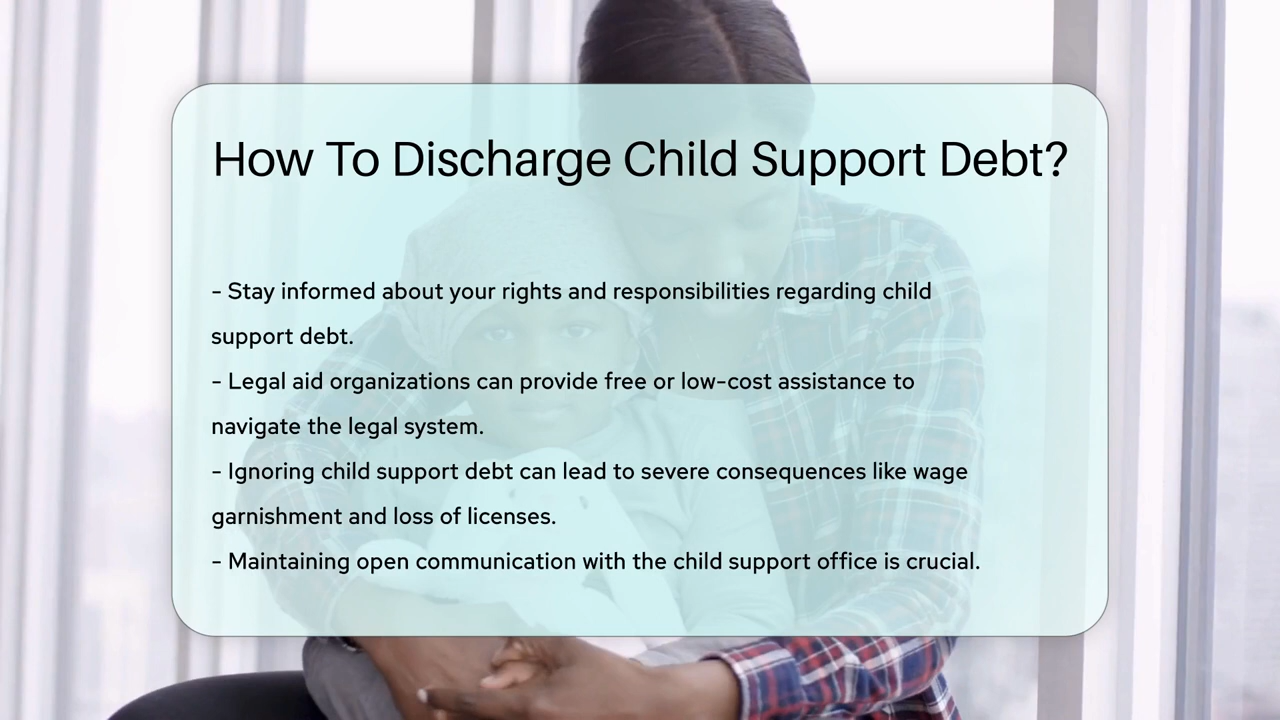 How To Discharge Child Support Debt?
- Stay informed about your rights and responsibilities regarding child
support debt.
- Legal aid organizations can provide free or low-cost assistance to
navigate the legal system.
- Ignoring child support debt can lead to severe consequences like wage
garnishment and loss of licenses.
- Maintaining open communication with the child support office is crucial.